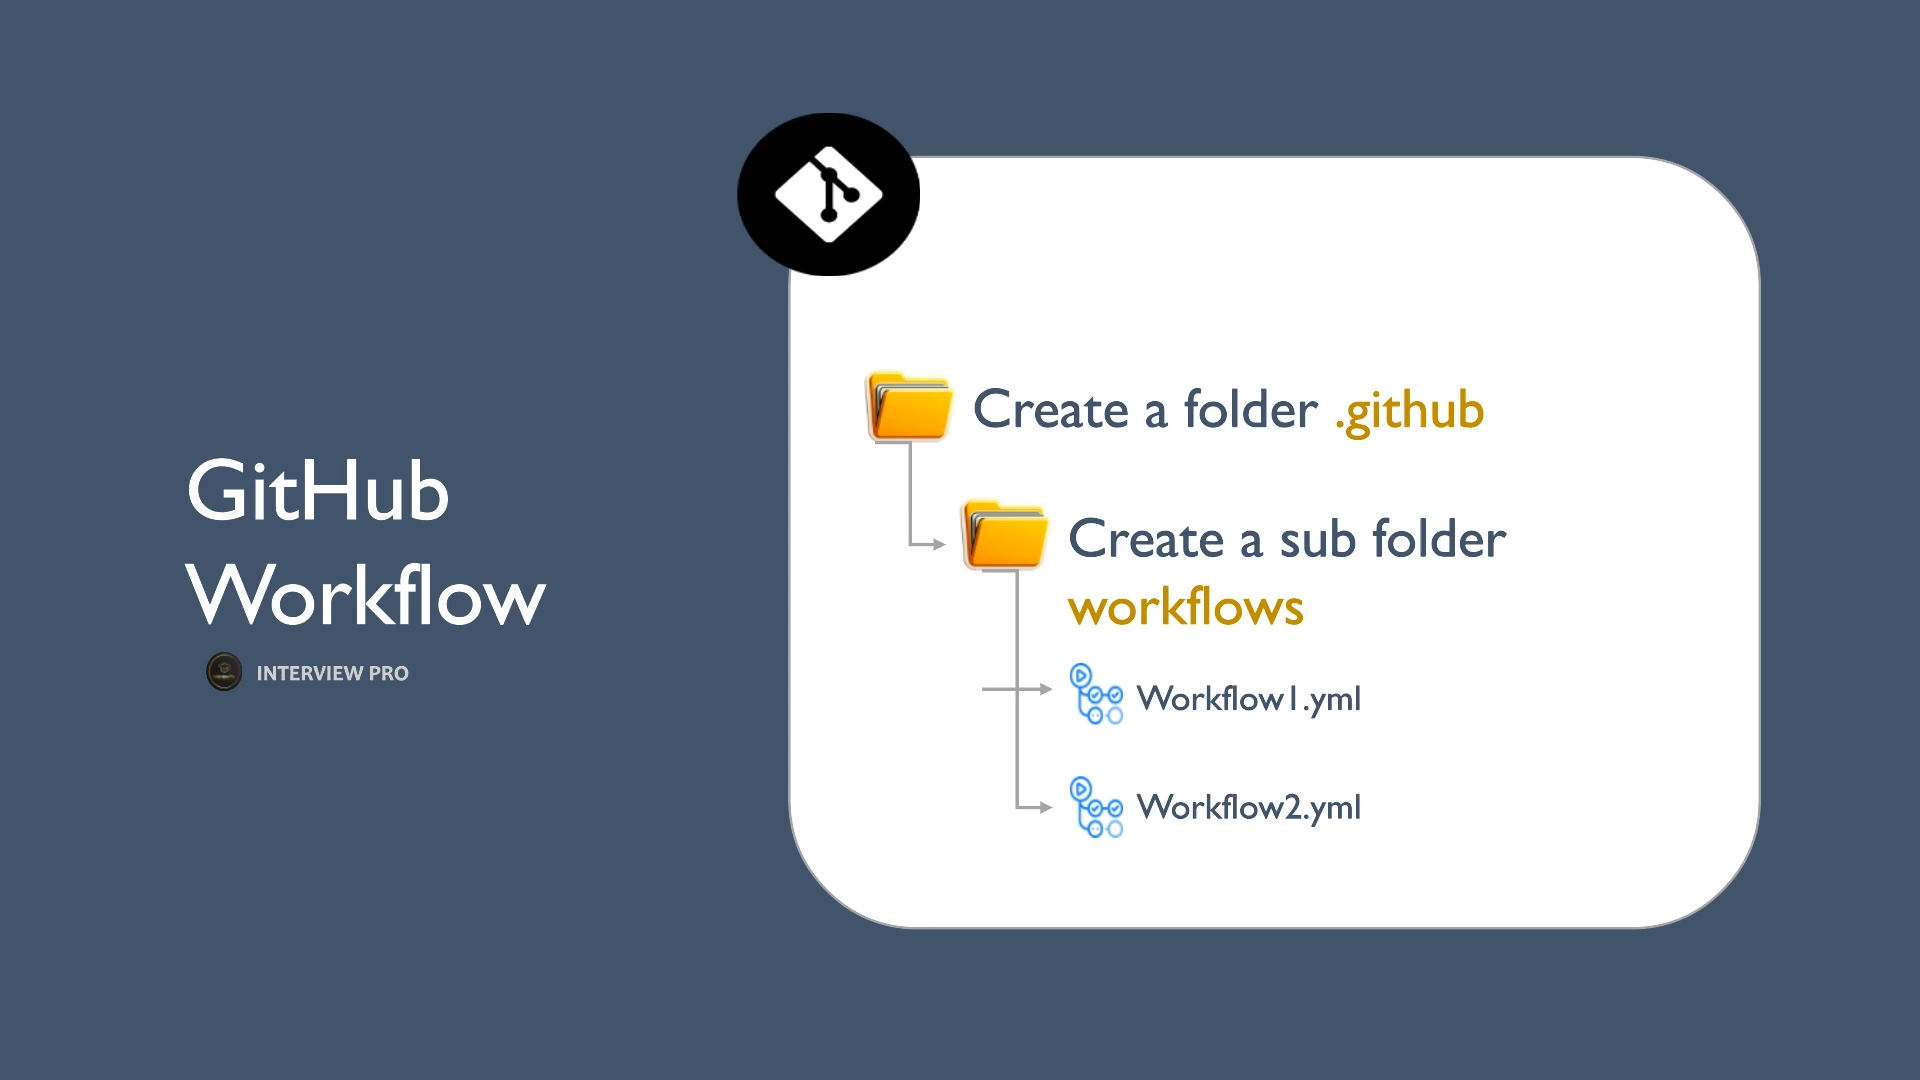 GitHub
Workflow
INTERVIEW PRO
Create a folder .github
Create a sub folder
workflows
Workflow1.yml
Workflow2.yml